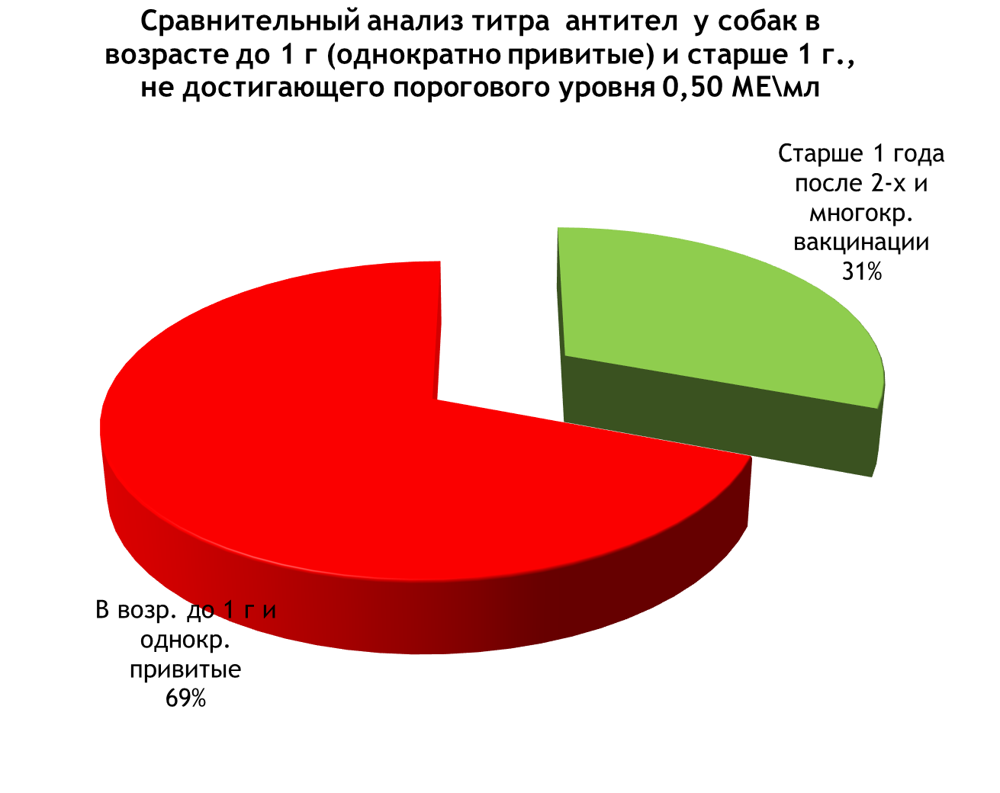 Сравнительный анализ титра антител у собак в
возрасте до 1 г (однократно привитые) и старше 1 г.,
не достигающего порогового уровня 0,50 МЕ\мл
Старше 1 года
после 2-х и
многокр.
вакцинации
31%
В возр. до 1 г и
однокр.
привитые
69%